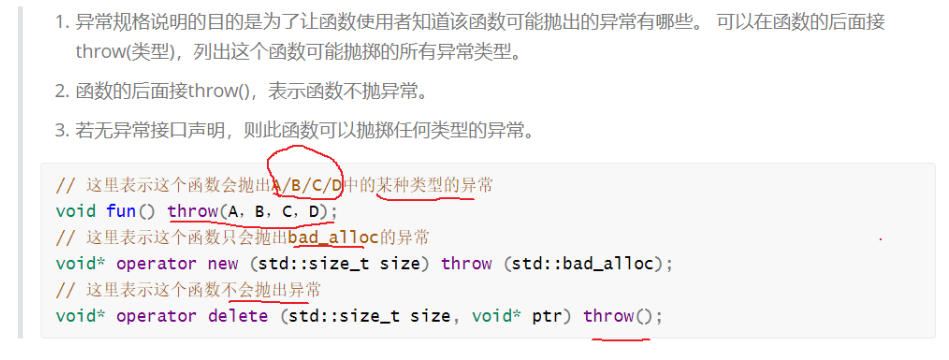 1. 异常规格说明的目的是为了让函数使用者知道该函数可能抛出的异常有哪些。 可以在函数的后面接
throw(类型)，列出这个函数可能抛掷的所有异常类型。
2. 函数的后面接throw()，表示函数不抛异常。
3. 若无异常接口声明，则此函数可以抛掷任何类型的异常。
// 这里表示这个函数会抛出A/B/C/D中的某种类型的异常
void fun() throw(A，B，C，D);
// 这里表示这个函数只会抛出bad_alloc的异常
void* operator new (std::size_t size) throw (std::bad_alloc);
// 这里表示这个函数不会抛出异常
void* operator delete (std::size_t size, void* ptr) throw();